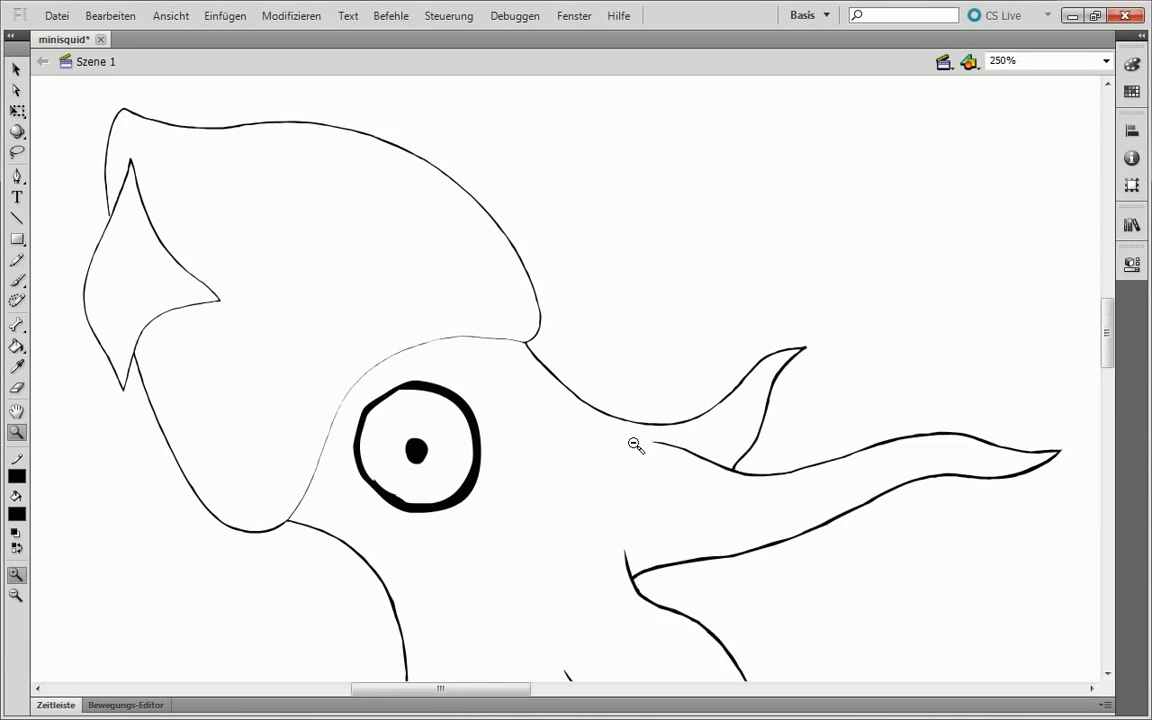 Fl Datei Bearbeiten Ansicht Einfügen Modifizieren Text Befehle Steuerung Debuggen Fenster Hilfe Basis CS Live
minisquid*
Szene 1 250%
T
Zeitleiste Bewegungs-Editor